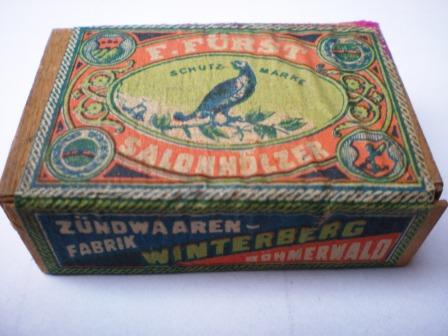 F. FÜRST
SCHUTZ MARKE
SALONHÖLZER
ZÜNDWAAREN-
FABRIK WINTERBERG
BÖHMERWALD